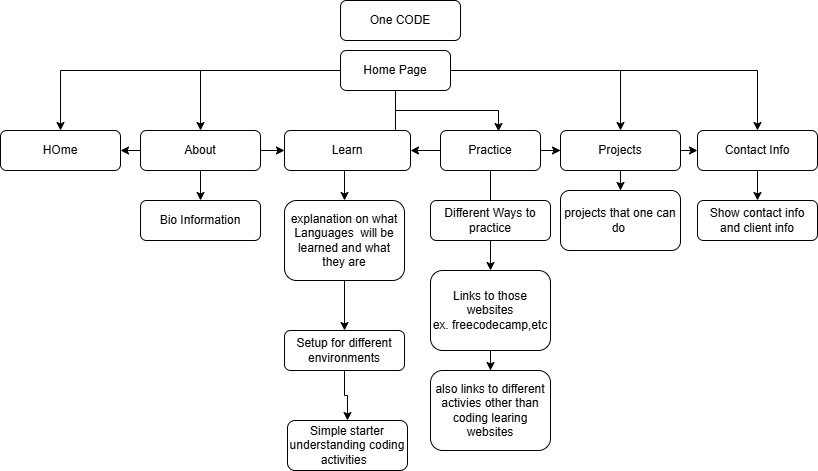 One CODE
Home Page
HOme
About
Learn
Practice
Projects
Contact Info
Bio Information
explanation on what
Languages will be
learned and what
they are
Different Ways to
practice
projects that one can
do
Show contact info
and client info
Links to those
websites
ex. freecodecamp,etc
Setup for different
environments
also links to different
activies other than
coding learing
websites
Simple starter
understanding coding
activities